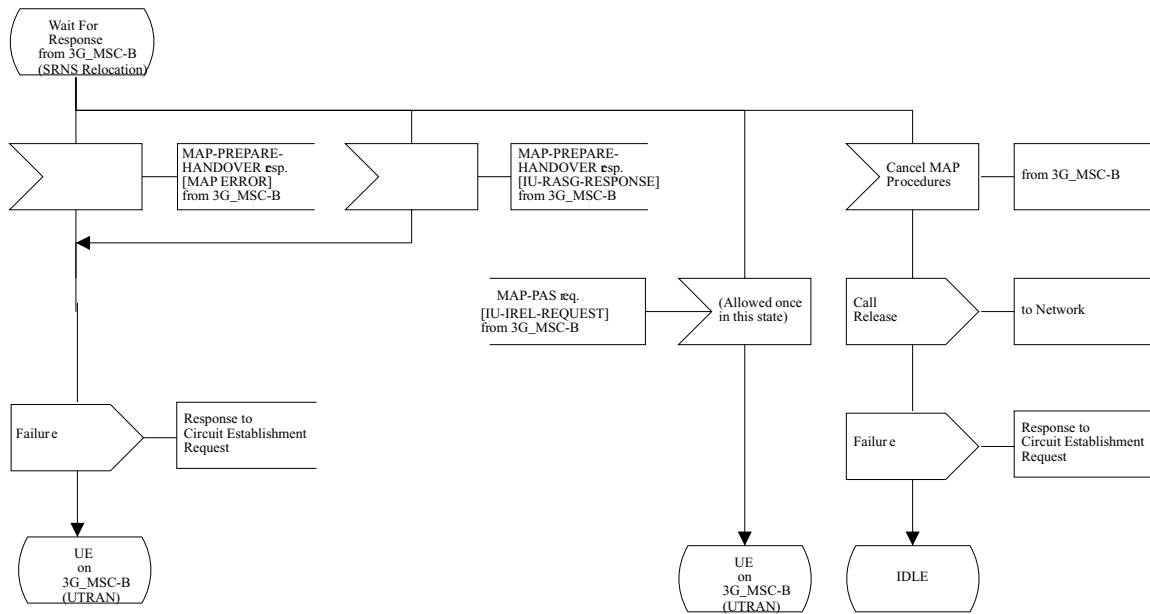 Wait For
Response
from 3G_MSC-B
(SRNS Relocation)
MAP-PREPARE-
HANDOVER resp.
[MAP ERROR]
from 3G_MSC-B
MAP-PREPARE-
HANDOVER resp.
[IU-RASG-RESPONSE]
from 3G_MSC-B
Cancel MAP
Procedures
from 3G_MSC-B
MAP-PAS req.
[IU-IREL-REQUEST]
from 3G_MSC-B
(Allowed once
in this state)
Call
Release
to Network
Failure
Response to
Circuit Establishment
Request
Failure
Response to
Circuit Establishment
Request
UE
on
3G_MSC-B
(UTRAN)
UE
on
3G_MSC-B
(UTRAN)
IDLE